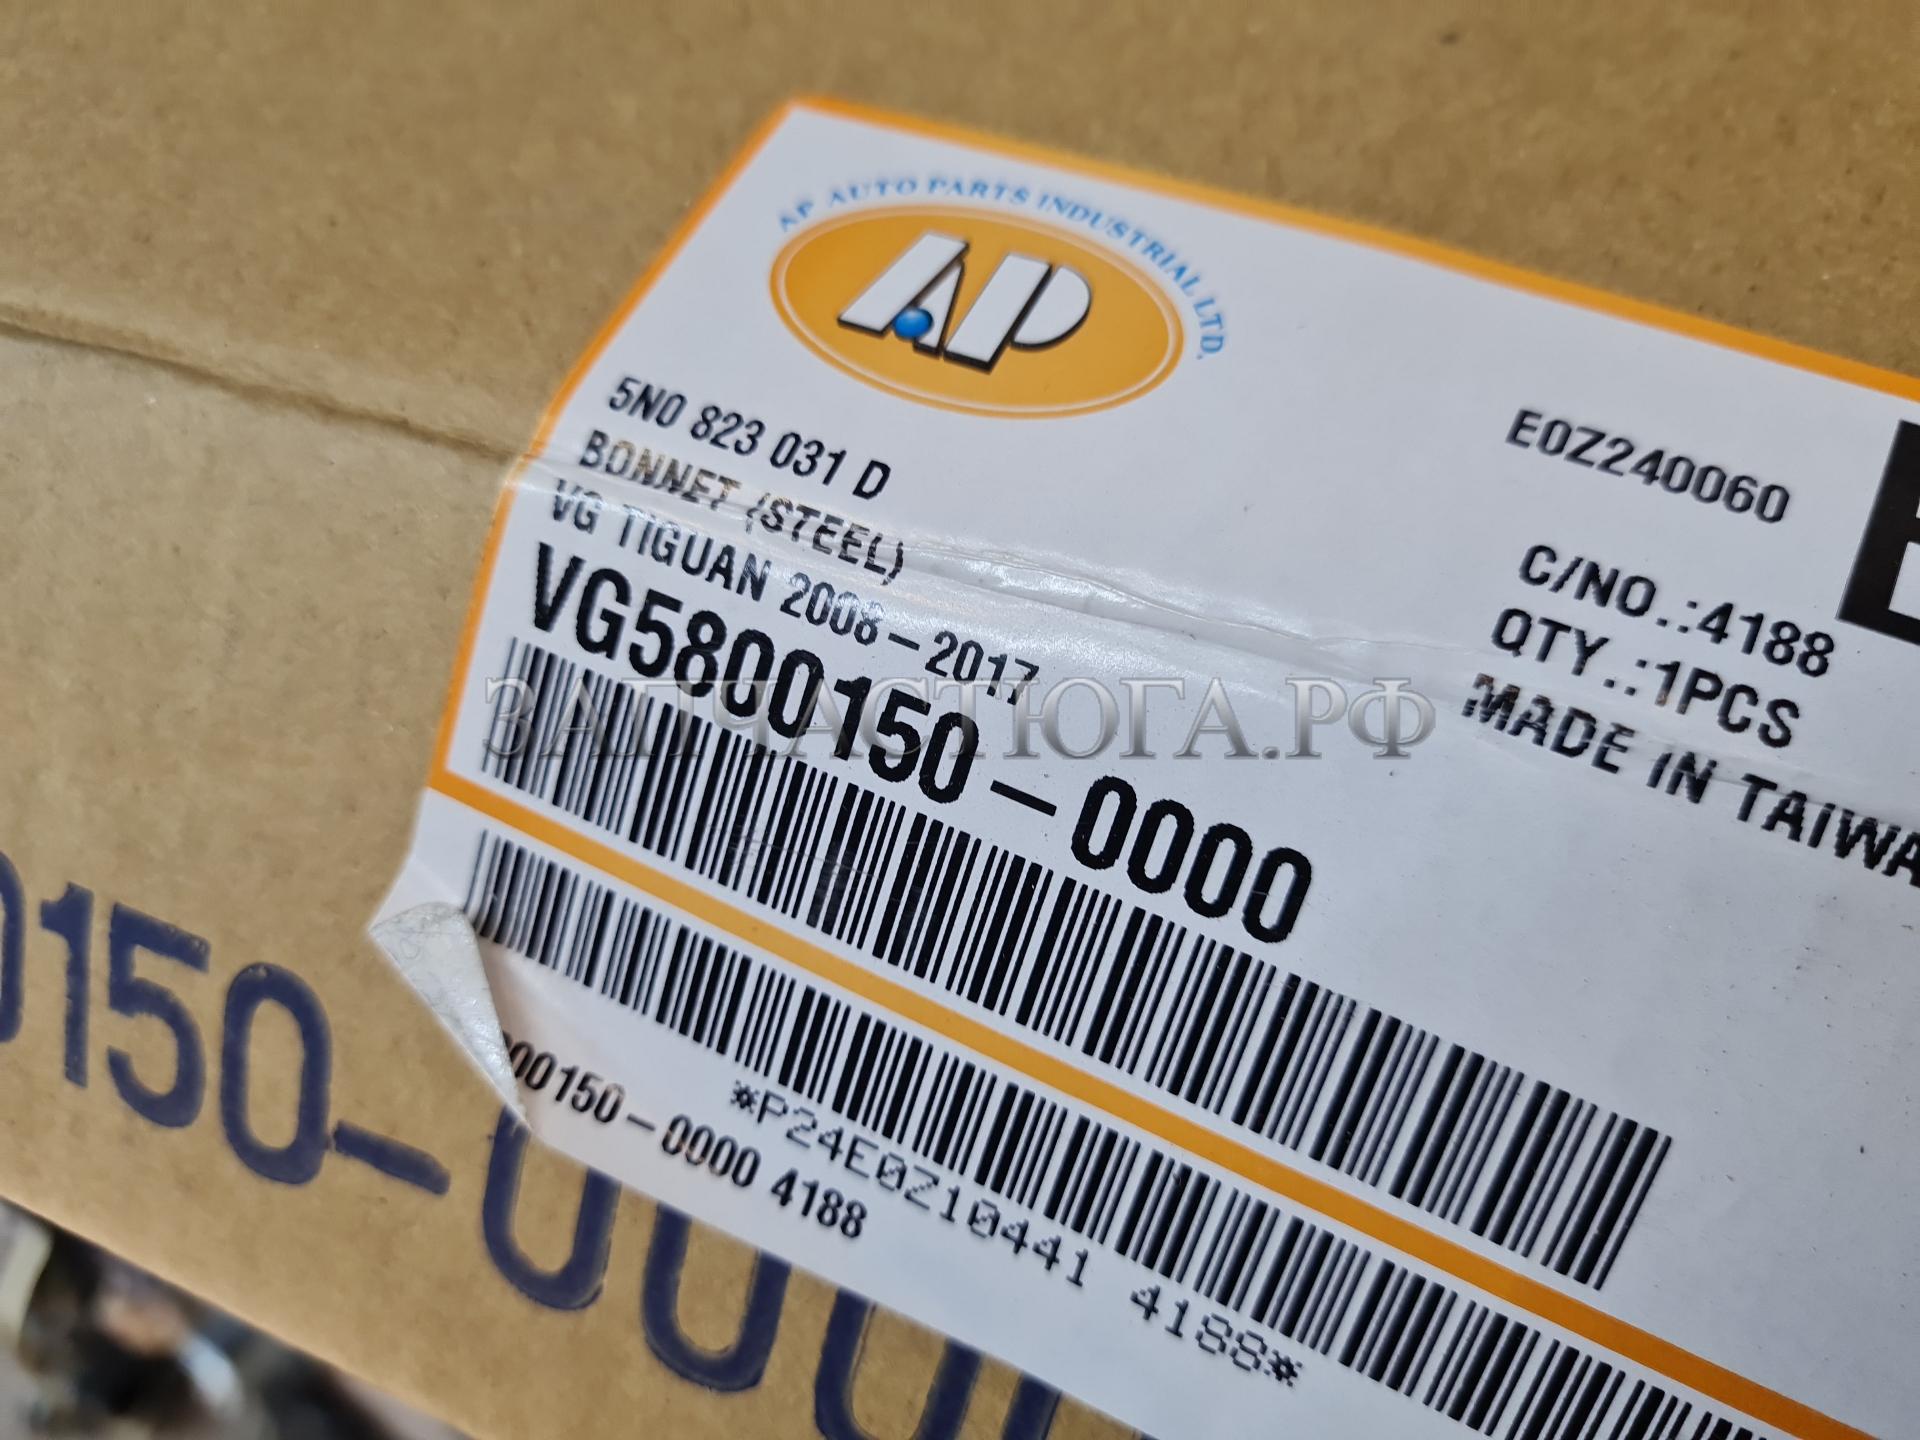 AP AUTO PARTS INDUSTRIAL LTD.
AP
5N0 823 031 D
BONNET (STEEL)
VG TIGUAN 2008-2017
VG5800150-0000
E0Z240060
C/NO.:4188
QTY.:1PCS
MADE IN TAIWA
ЗАПЧАСТЮГА.РФ
*P24E0Z10441 4188*
00150-0000 4188
0150-000